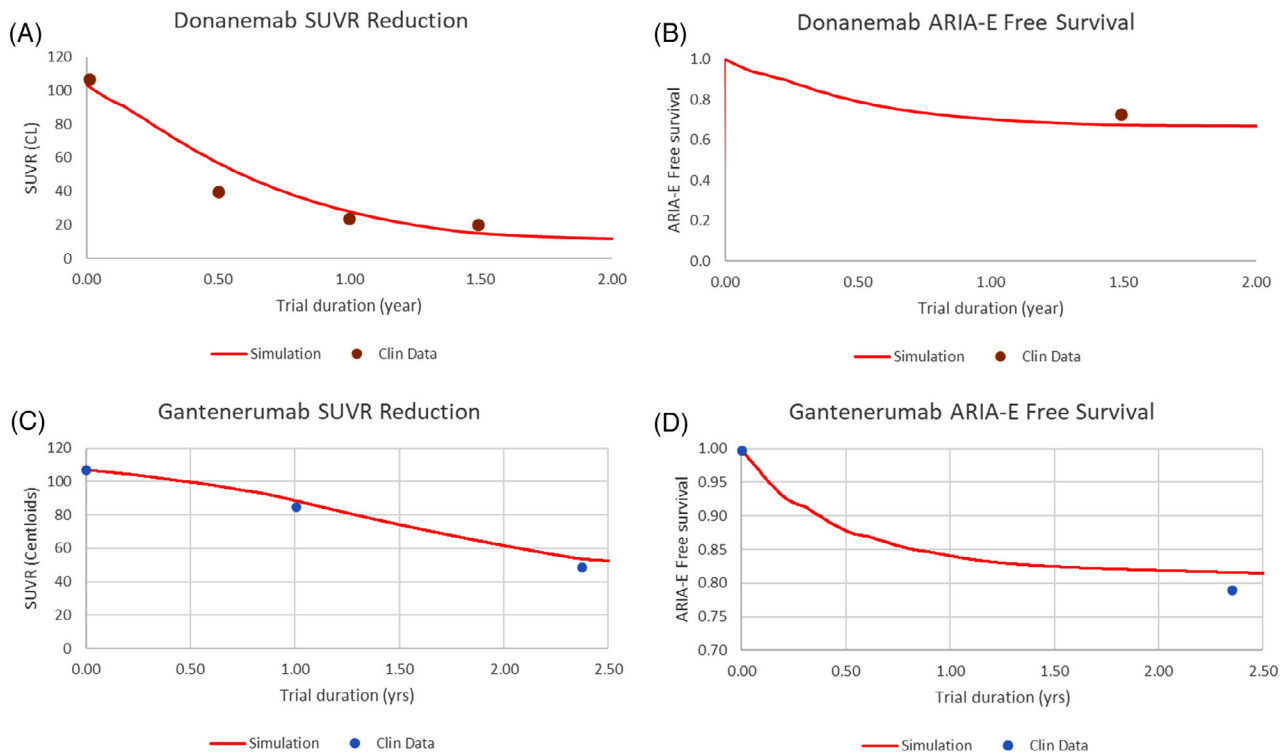 (A)
Donanemab SUVR Reduction
SUVR (CL)
120
100
80
60
40
20
0
0.00 0.50 1.00 1.50 2.00
Trial duration (year)
Simulation Clin Data
(B)
Donanemab ARIA-E Free Survival
ARIA-E Free survival
1.0
0.8
0.6
0.4
0.2
0.0
0.00 0.50 1.00 1.50 2.00
Trial duration (year)
Simulation Clin Data
(C)
Gantenerumab SUVR Reduction
SUVR (Centloids)
120
100
80
60
40
20
0
0.00 0.50 1.00 1.50 2.00 2.50
Trial duration (yrs)
Simulation Clin Data
(D)
Gantenerumab ARIA-E Free Survival
ARIA-E Free survival
1.00
0.95
0.90
0.85
0.80
0.75
0.70
0.00 0.50 1.00 1.50 2.00 2.50
Trial duration (yrs)
Simulation Clin Data